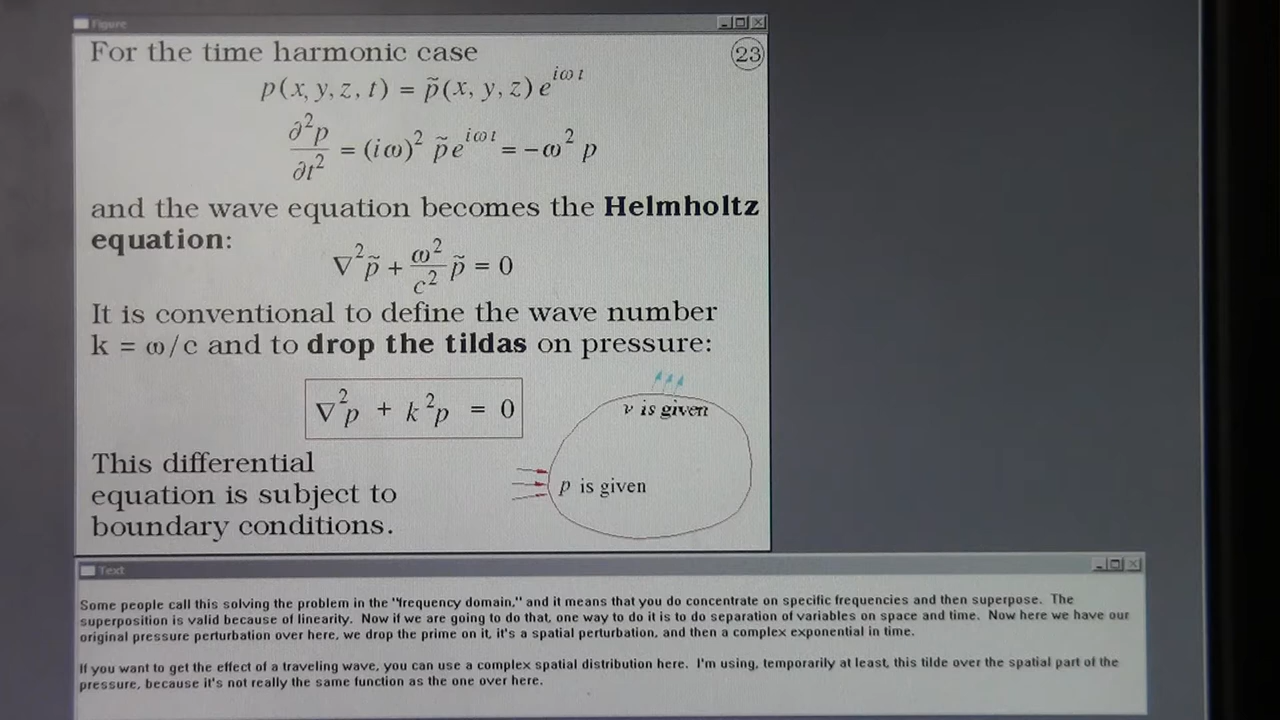 Figure
For the time harmonic case
23
p(x, y, z, t) = p̃(x, y, z) e^{iωt}
∂²p/∂t² = (iω)² p̃e^{iωt} = −ω² p
and the wave equation becomes the Helmholtz
equation:
∇²p̃ + ω²/c² p̃ = 0
It is conventional to define the wave number
k = ω/c and to drop the tildas on pressure:
∇²p + k²p = 0
v is given
This differential
equation is subject to
p is given
boundary conditions.
Text
Some people call this solving the problem in the "frequency domain," and it means that you do concentrate on specific frequencies and then superpose. The
superposition is valid because of linearity. Now if we are going to do that, one way to do it is to do separation of variables on space and time. Now here we have our
original pressure perturbation over here, we drop the prime on it, it's a spatial perturbation, and then a complex exponential in time.
If you want to get the effect of a traveling wave, you can use a complex spatial distribution here. I'm using, temporarily at least, this tilde over the spatial part of the
pressure, because it's not really the same function as the one over here.